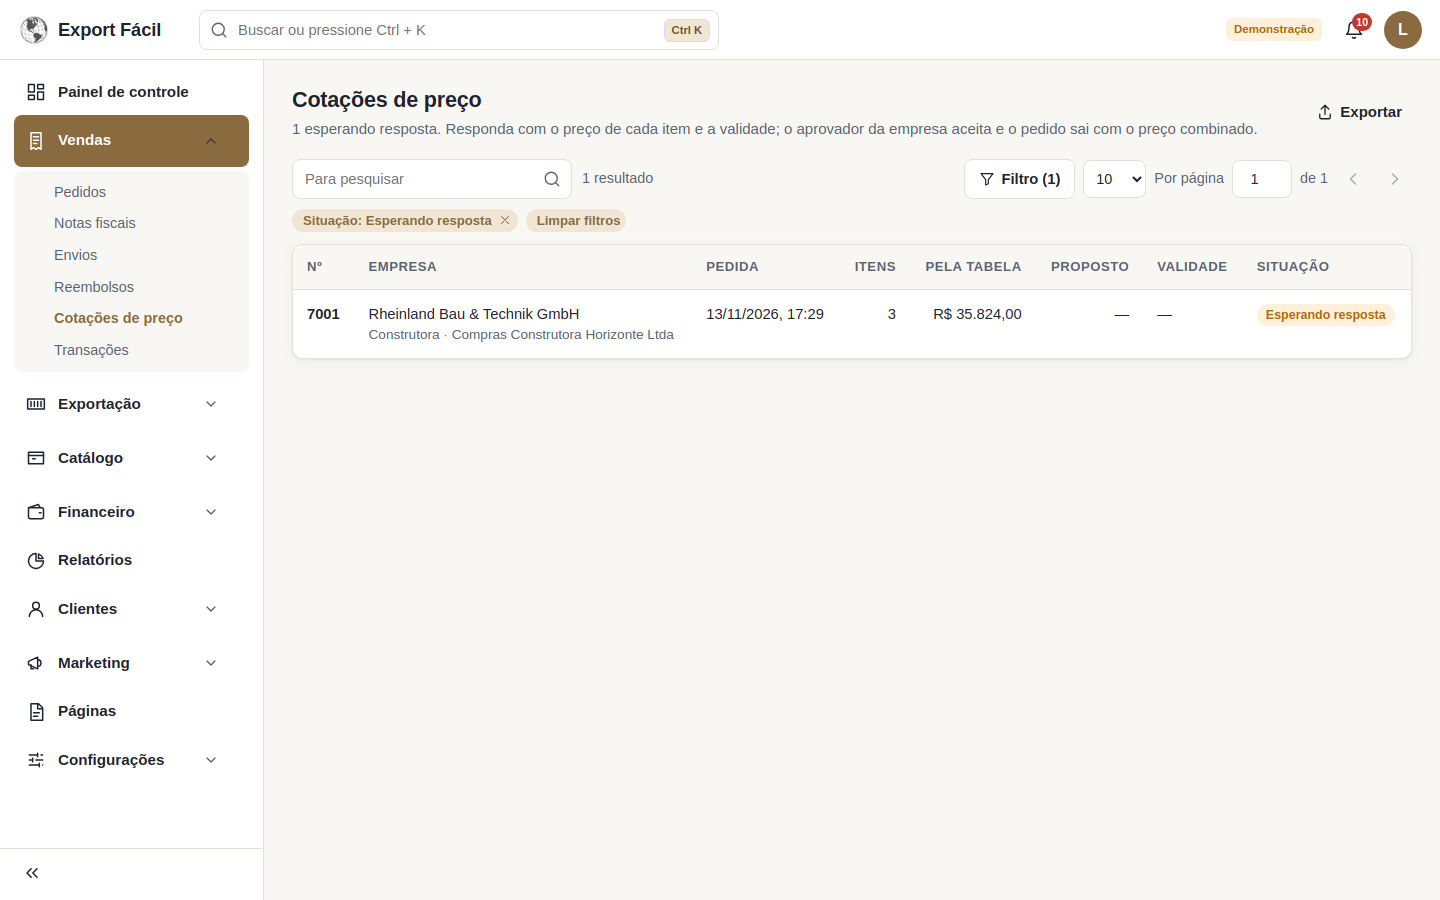 Export Fácil
Buscar ou pressione Ctrl + K
Ctrl K
Demonstração
10
L
Painel de controle
Vendas
Pedidos
Notas fiscais
Envios
Reembolsos
Cotações de preço
Transações
Exportação
Catálogo
Financeiro
Relatórios
Clientes
Marketing
Páginas
Configurações
Cotações de preço
1 esperando resposta. Responda com o preço de cada item e a validade; o aprovador da empresa aceita e o pedido sai com o preço combinado.
Exportar
Para pesquisar
1 resultado
Filtro (1)
10
Por página
1
de 1
Situação: Esperando resposta
Limpar filtros
Nº EMPRESA PEDIDA ITENS PELA TABELA PROPOSTO VALIDADE SITUAÇÃO
7001 Rheinland Bau & Technik GmbH 13/11/2026, 17:29 3 R$ 35.824,00 — — Esperando resposta
Construtora · Compras Construtora Horizonte Ltda